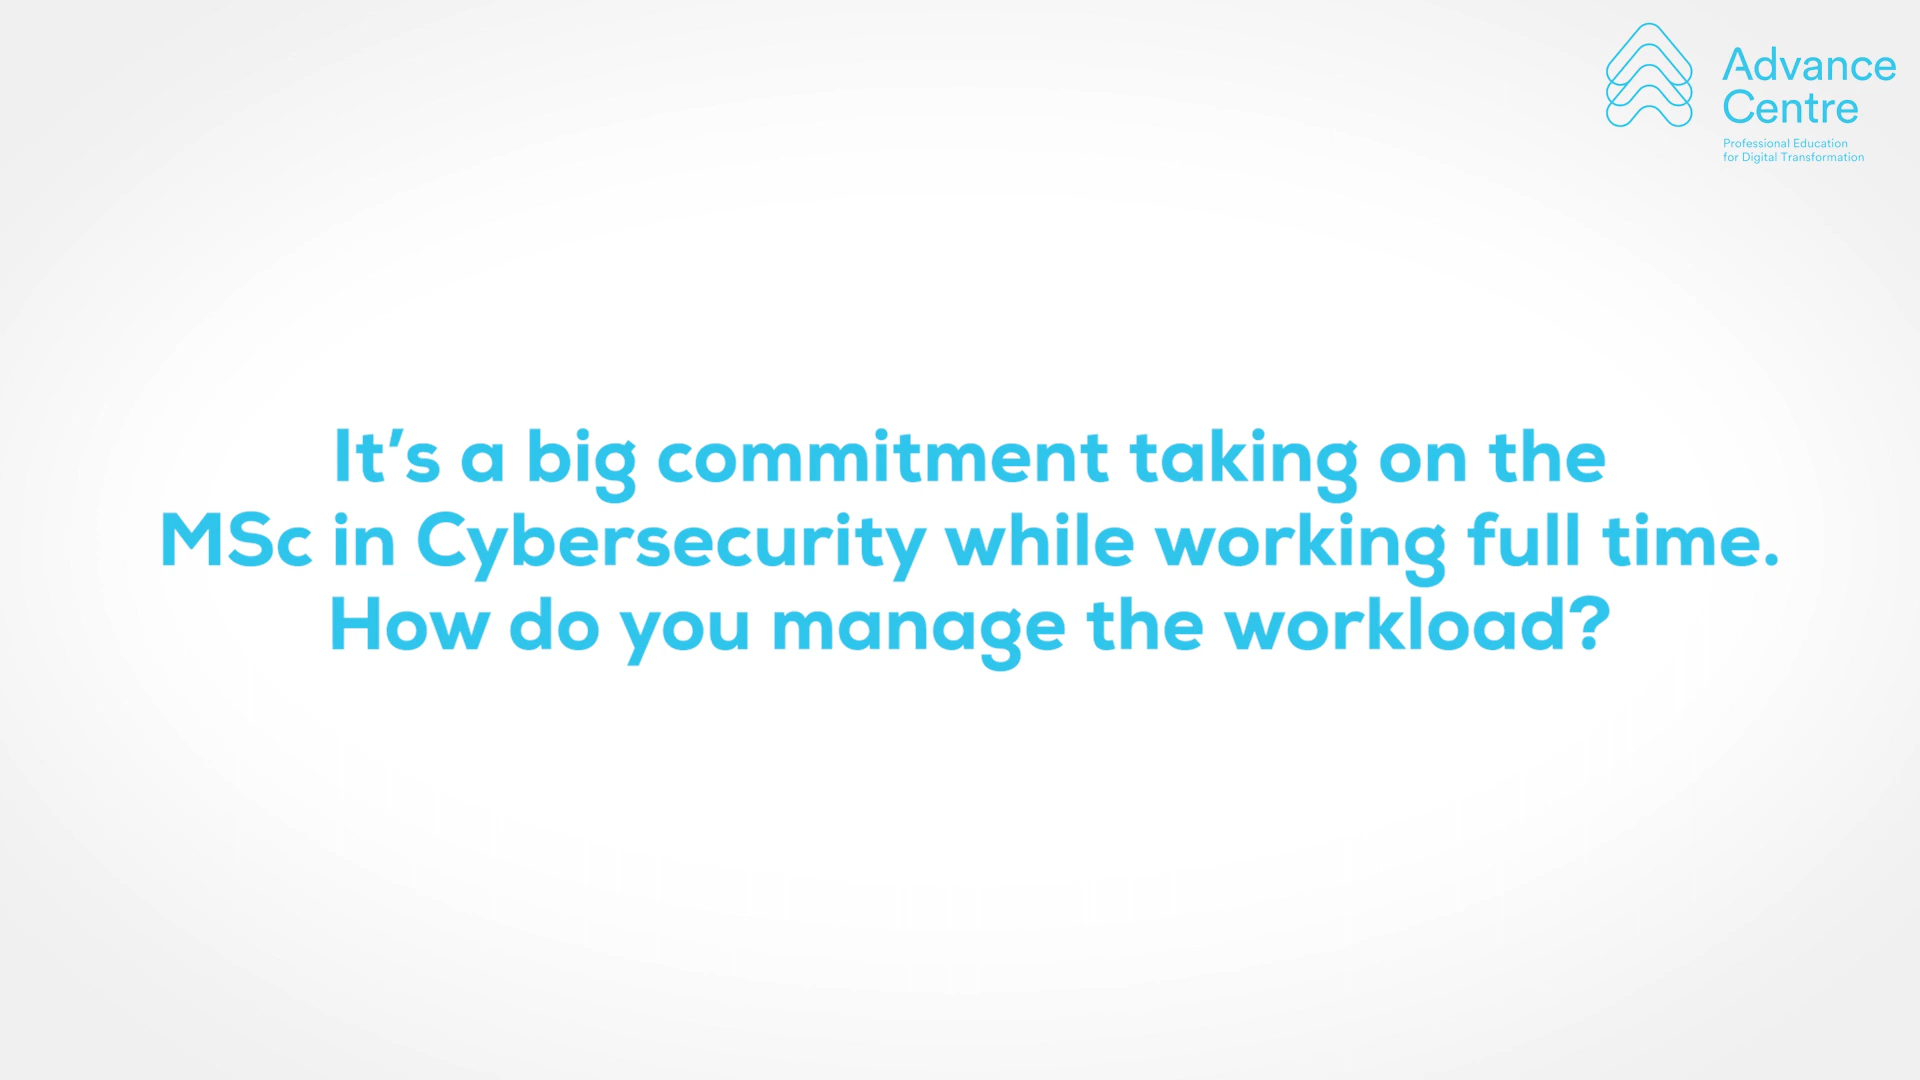 Advance
Centre
Professional Education
for Digital Transformation
It’s a big commitment taking on the
MSc in Cybersecurity while working full time.
How do you manage the workload?